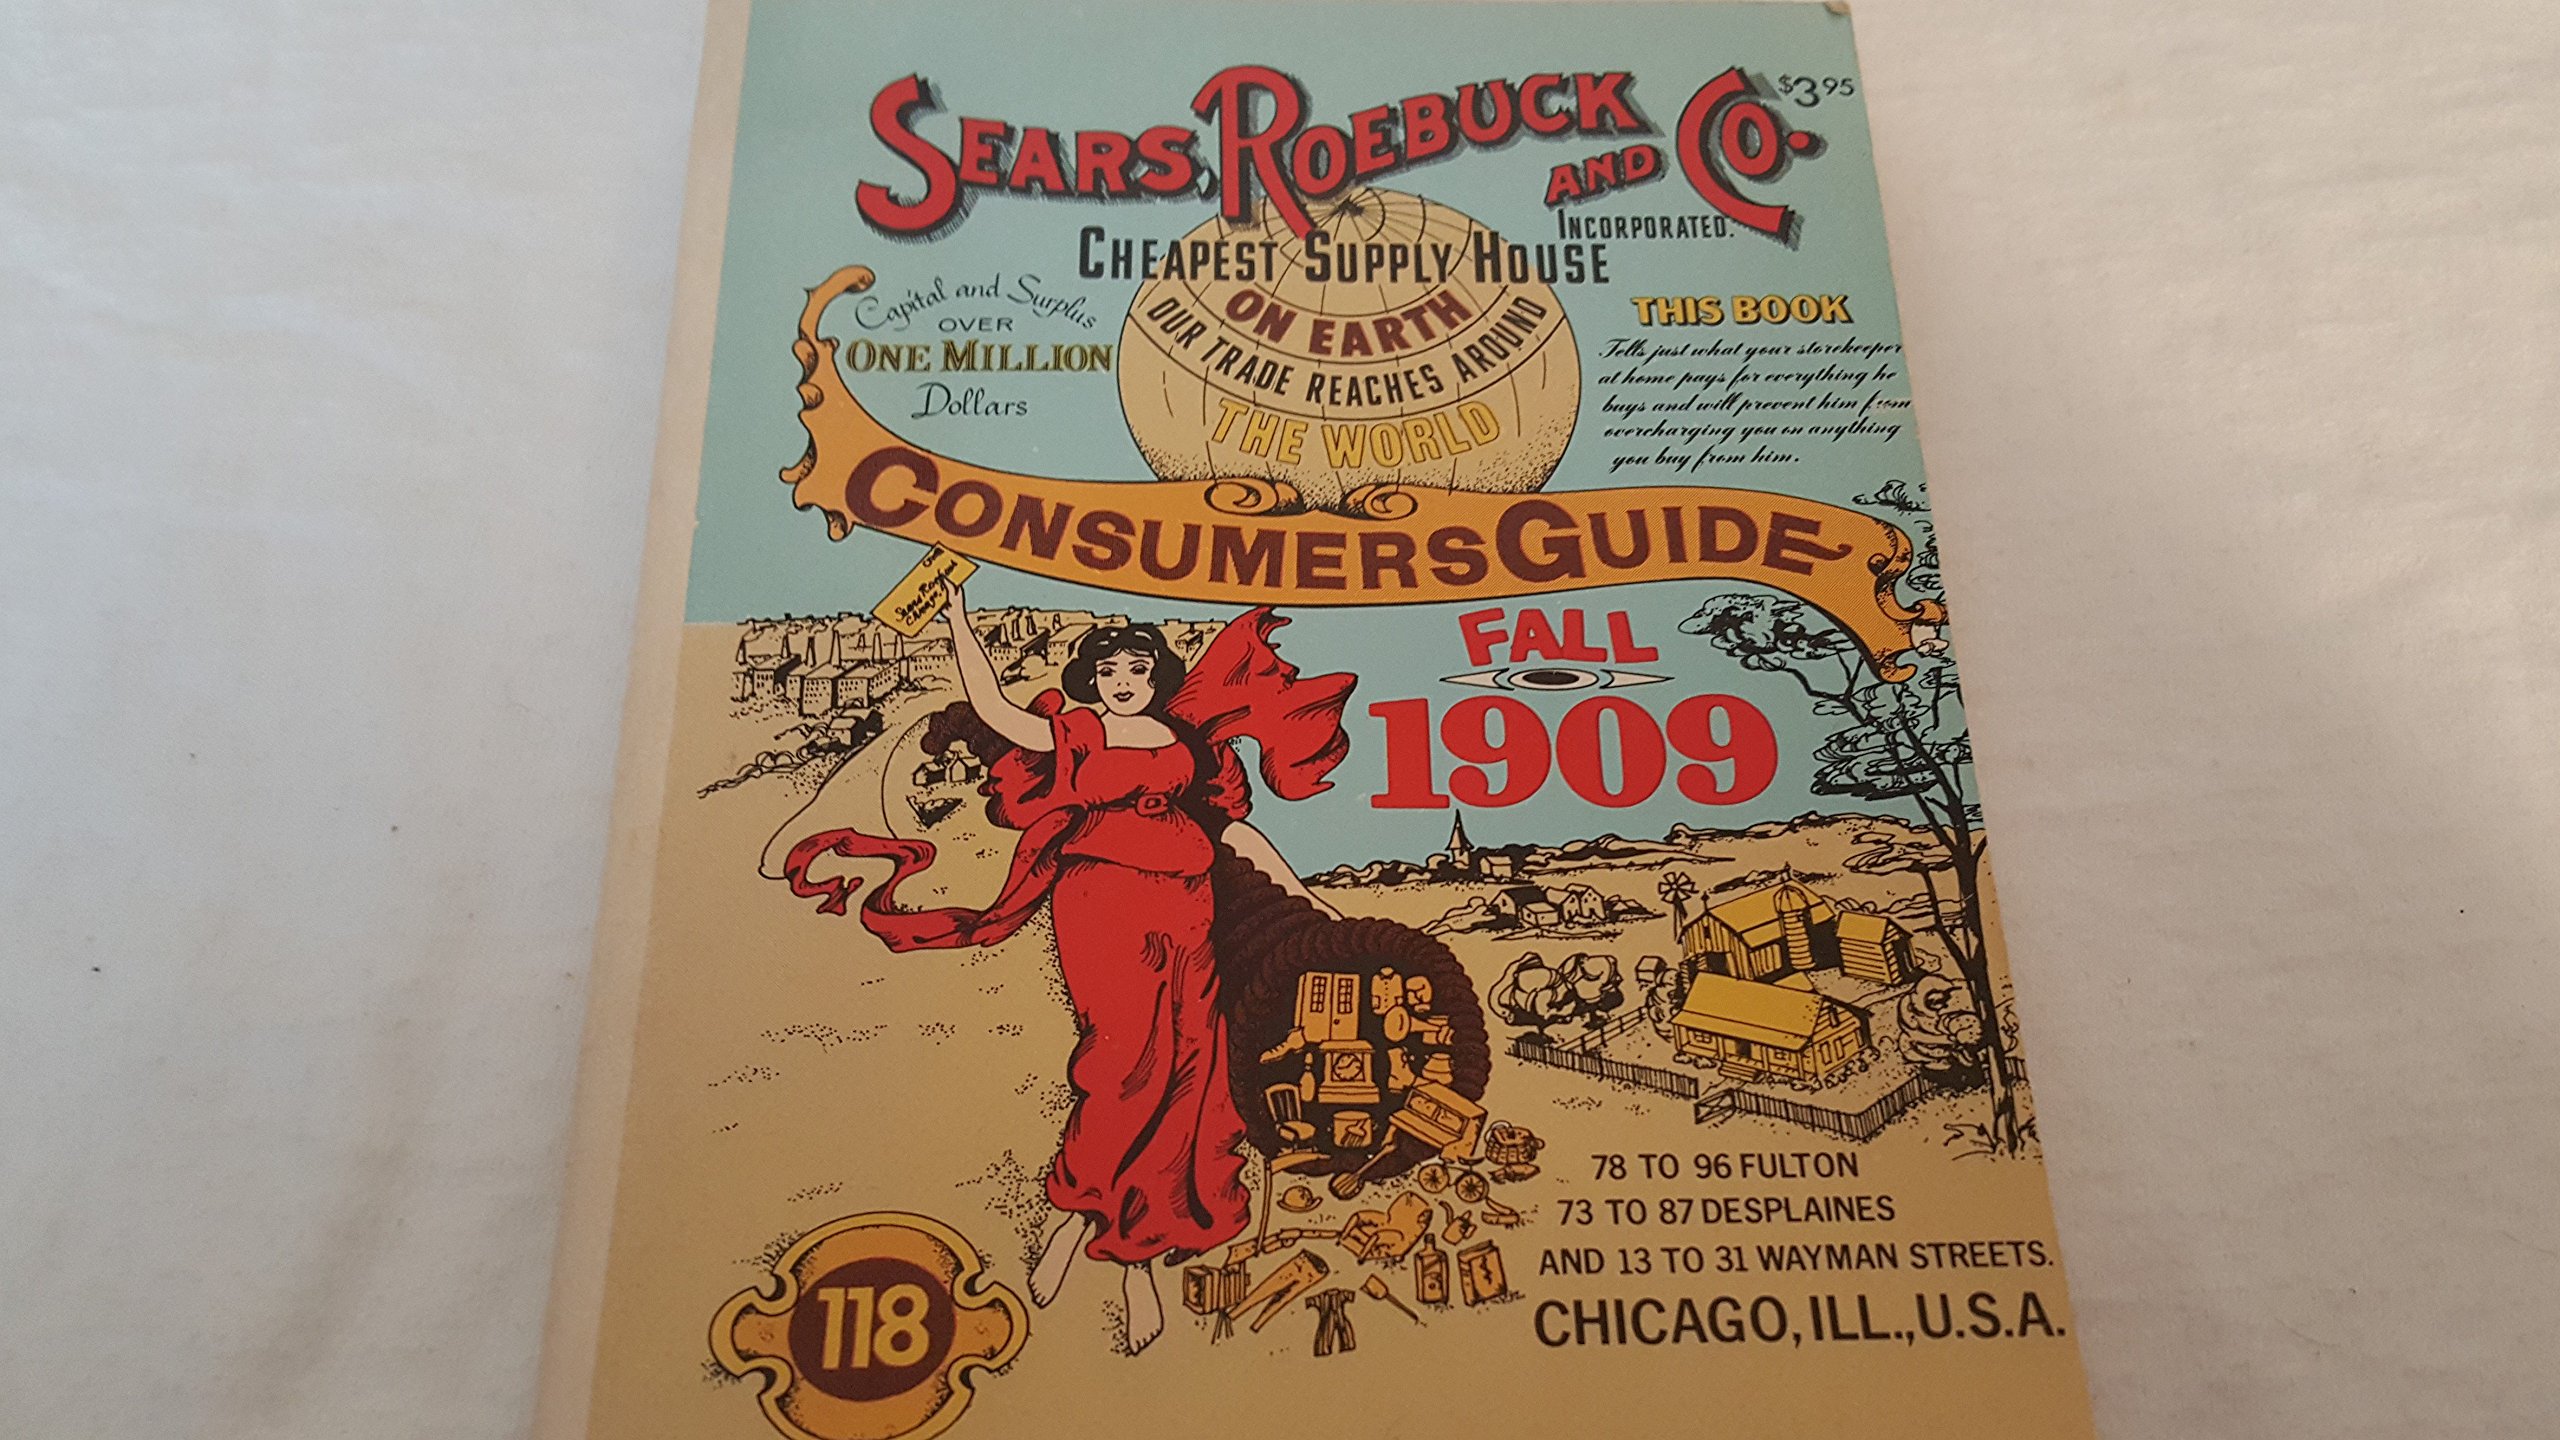 SEARS, ROEBUCK AND CO.
$3.95
INCORPORATED.
CHEAPEST SUPPLY HOUSE
ON EARTH
OUR TRADE REACHES AROUND
THE WORLD
Capital and Surplus
OVER
ONE MILLION
Dollars
THIS BOOK
Tells just what your storekeeper
at home pays for everything he
buys and will prevent him from
overcharging you on anything
you buy from him.
CONSUMERS GUIDE
Sears Roebuck
Chicago
FALL
1909
78 TO 96 FULTON
73 TO 87 DESPLAINES
AND 13 TO 31 WAYMAN STREETS.
CHICAGO, ILL., U.S.A.
118